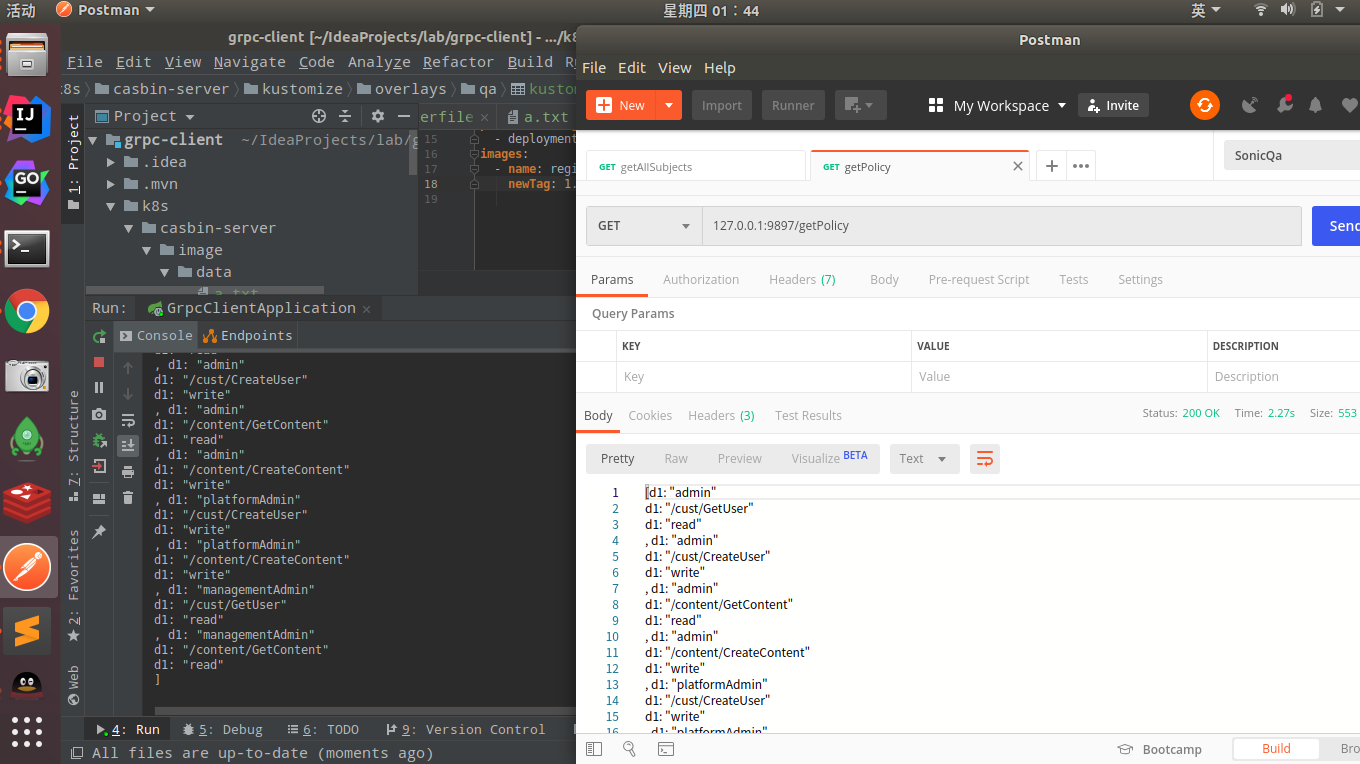 活动 Postman 星期四 01：44 英
grpc-client [~/IdeaProjects/lab/grpc-client] - .../k8
File Edit View Navigate Code Analyze Refactor Build
k8s casbin-server kustomize overlays qa kustom
1: Project
7: Structure
2: Favorites
Web
Project
grpc-client ~/IdeaProjects/lab/g
.idea
.mvn
k8s
casbin-server
image
data
a.txt
erfile a.txt
15 - deployment
16 images:
17 - name: regi
18 newTag: 1.
19
Run: GrpcClientApplication
Console Endpoints
, d1: "admin"
d1: "/cust/CreateUser"
d1: "write"
, d1: "admin"
d1: "/content/GetContent"
d1: "read"
, d1: "admin"
d1: "/content/CreateContent"
d1: "write"
, d1: "platformAdmin"
d1: "/cust/CreateUser"
d1: "write"
, d1: "platformAdmin"
d1: "/content/CreateContent"
d1: "write"
, d1: "managementAdmin"
d1: "/cust/GetUser"
d1: "read"
, d1: "managementAdmin"
d1: "/content/GetContent"
d1: "read"
]
4: Run 5: Debug 6: TODO 9: Version Control
All files are up-to-date (moments ago)
Postman
File Edit View Help
New Import Runner My Workspace Invite
GET getAllSubjects GET getPolicy SonicQa
GET 127.0.0.1:9897/getPolicy Send
Params Authorization Headers (7) Body Pre-request Script Tests Settings
Query Params
KEY VALUE DESCRIPTION
Key Value Description
Body Cookies Headers (3) Test Results Status: 200 OK Time: 2.27s Size: 553
Pretty Raw Preview Visualize BETA Text
1 [d1: "admin"
2 d1: "/cust/GetUser"
3 d1: "read"
4 , d1: "admin"
5 d1: "/cust/CreateUser"
6 d1: "write"
7 , d1: "admin"
8 d1: "/content/GetContent"
9 d1: "read"
10 , d1: "admin"
11 d1: "/content/CreateContent"
12 d1: "write"
13 , d1: "platformAdmin"
14 d1: "/cust/CreateUser"
15 d1: "write"
16 , d1: "platformAdmin"
Bootcamp Build Bro